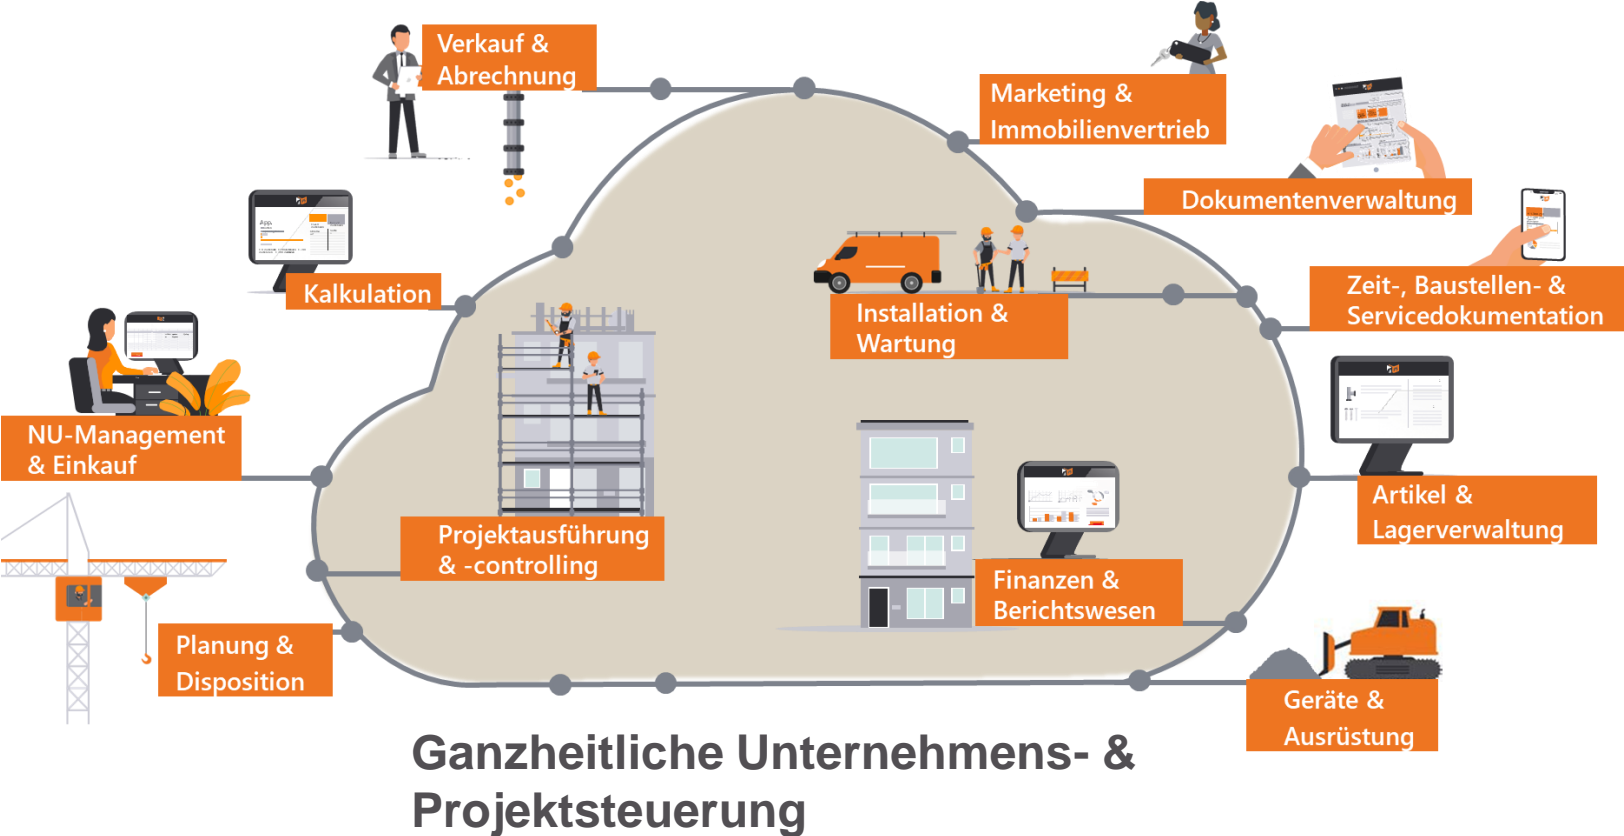 Verkauf &
Abrechnung
Marketing &
Immobilienvertrieb
Dokumentenverwaltung
Kalkulation
Zeit-, Baustellen- &
Servicedokumentation
Installation &
Wartung
NU-Management
& Einkauf
Artikel &
Lagerverwaltung
Projektausführung
& -controlling
Finanzen &
Berichtswesen
Planung &
Disposition
Geräte &
Ausrüstung
Ganzheitliche Unternehmens- &
Projektsteuerung